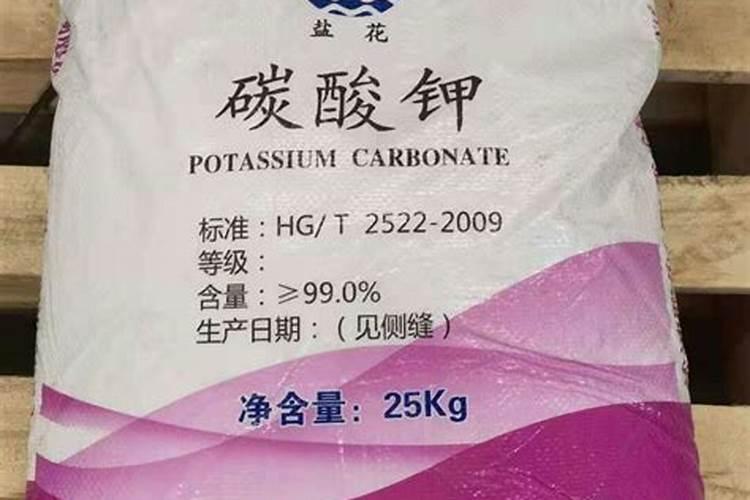 盐花
碳酸钾
POTASSIUM CARBONATE
标准：HG/T 2522-2009
等级：
含量：≥99.0%
生产日期：（见侧缝）
净含量：25Kg